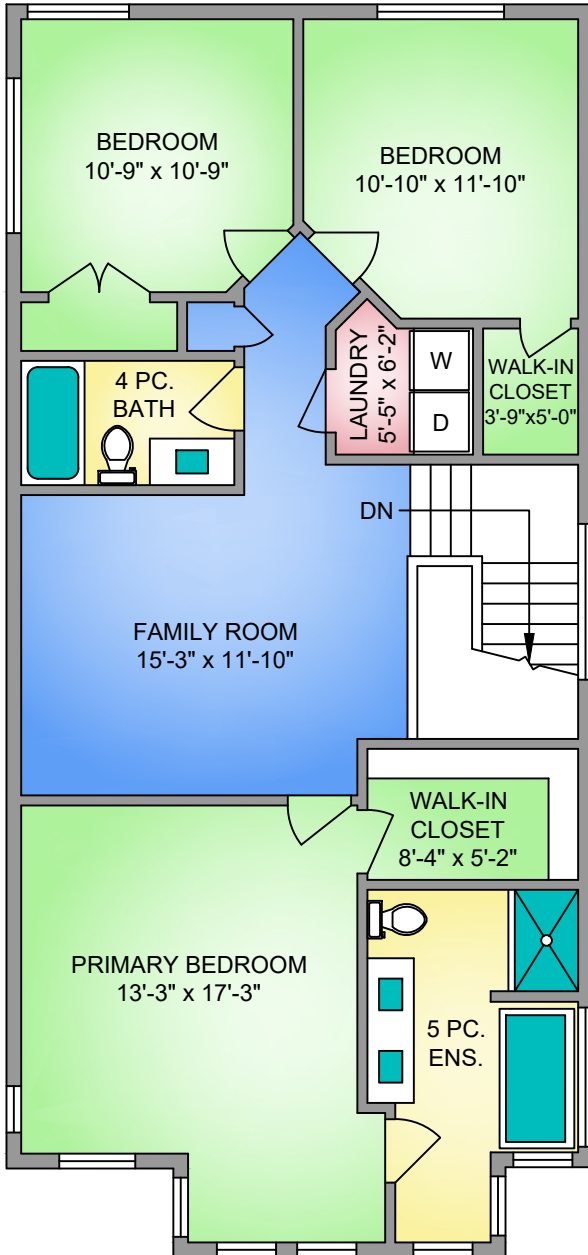 BEDROOM
10'-9" x 10'-9"
BEDROOM
10'-10" x 11'-10"
4 PC.
BATH
LAUNDRY
5'-5" x 6'-2"
W
D
WALK-IN
CLOSET
3'-9"x5'-0"
DN
FAMILY ROOM
15'-3" x 11'-10"
WALK-IN
CLOSET
8'-4" x 5'-2"
PRIMARY BEDROOM
13'-3" x 17'-3"
5 PC.
ENS.